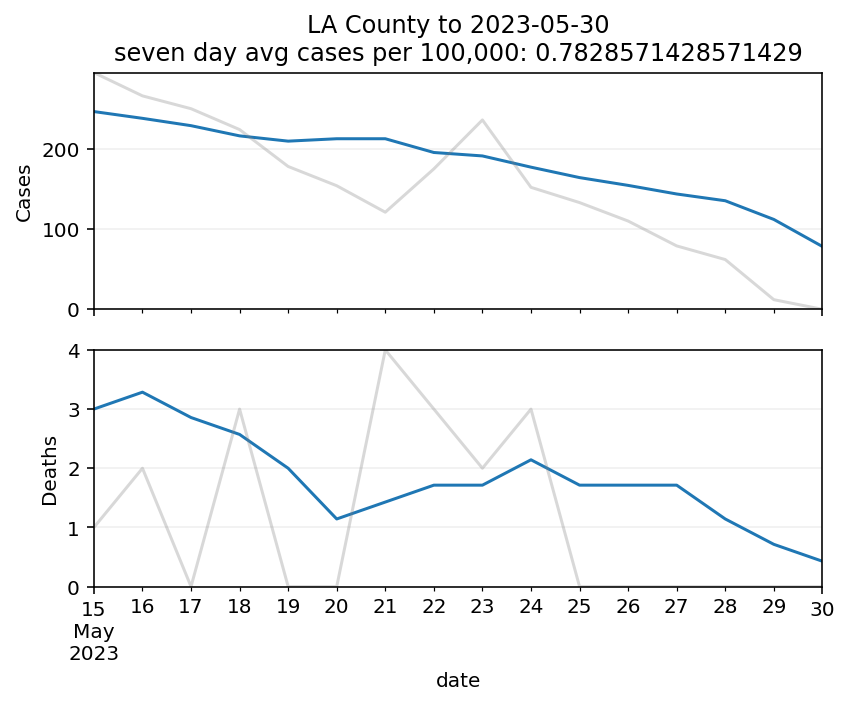 LA County to 2023-05-30
seven day avg cases per 100,000: 0.7828571428571429
200
100
0
Cases
4
3
2
1
0
Deaths
15 16 17 18 19 20 21 22 23 24 25 26 27 28 29 30
May
2023
date